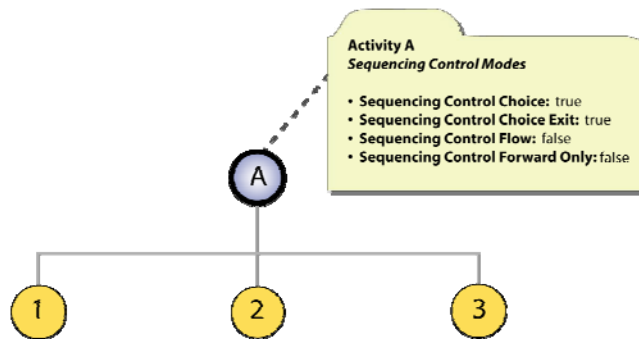 Activity A
Sequencing Control Modes
• Sequencing Control Choice: true
• Sequencing Control Choice Exit: true
• Sequencing Control Flow: false
• Sequencing Control Forward Only: false
A
1 2 3